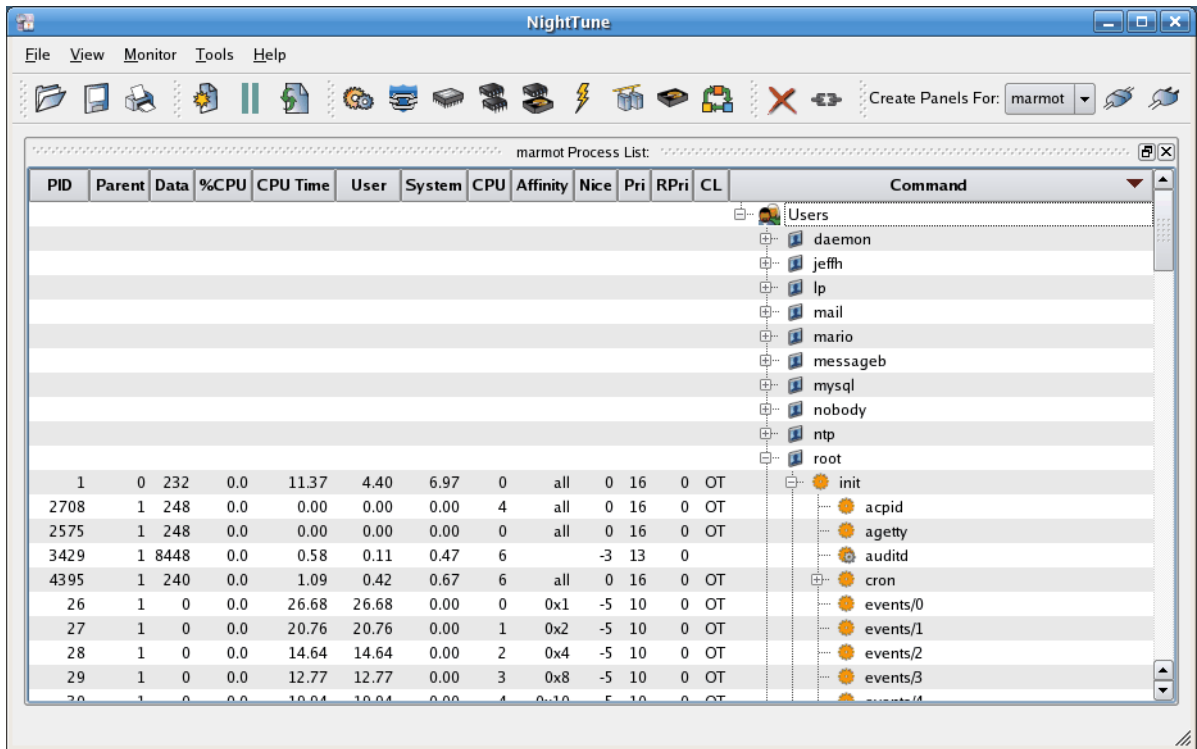 NightTune
File View Monitor Tools Help
Create Panels For: marmot
marmot Process List:
PID Parent Data %CPU CPU Time User System CPU Affinity Nice Pri RPri CL Command
Users
daemon
jeffh
lp
mail
mario
messageb
mysql
nobody
ntp
root
1 0 232 0.0 11.37 4.40 6.97 0 all 0 16 0 OT init
2708 1 248 0.0 0.00 0.00 0.00 4 all 0 16 0 OT acpid
2575 1 248 0.0 0.00 0.00 0.00 0 all 0 16 0 OT agetty
3429 1 8448 0.0 0.58 0.11 0.47 6 -3 13 0 auditd
4395 1 240 0.0 1.09 0.42 0.67 6 all 0 16 0 OT cron
26 1 0 0.0 26.68 26.68 0.00 0 0x1 -5 10 0 OT events/0
27 1 0 0.0 20.76 20.76 0.00 1 0x2 -5 10 0 OT events/1
28 1 0 0.0 14.64 14.64 0.00 2 0x4 -5 10 0 OT events/2
29 1 0 0.0 12.77 12.77 0.00 3 0x8 -5 10 0 OT events/3